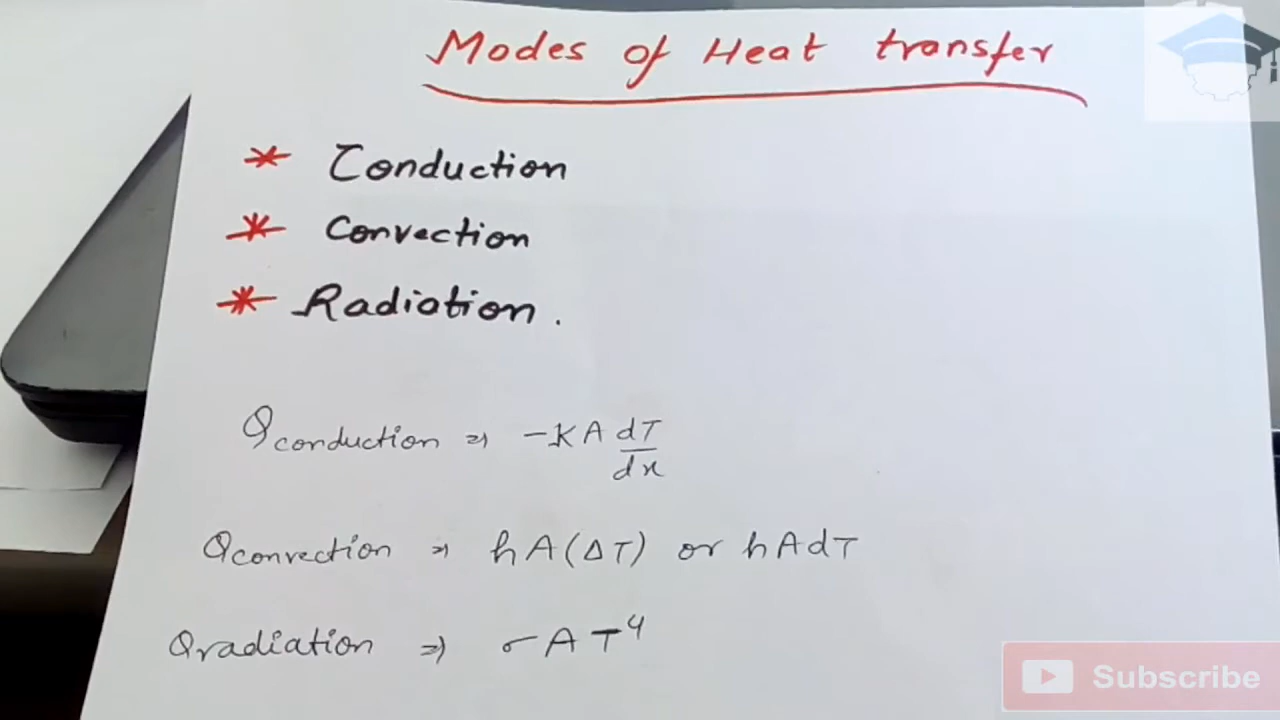 Modes of Heat transfer
* Conduction
* Convection
* Radiation.
Qconduction ⇒ -KA dT/dx
Qconvection ⇒ hA(ΔT) or hAdT
Qradiation ⇒ σAT⁴
Subscribe